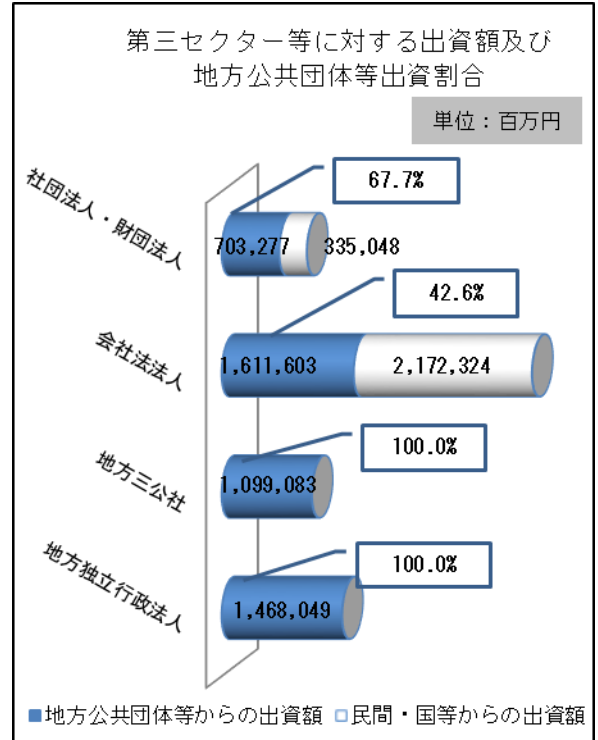 第三セクター等に対する出資額及び
地方公共団体等出資割合
単位：百万円
社団法人・財団法人
67.7%
703,277
335,048
会社法法人
42.6%
1,611,603
2,172,324
地方三公社
100.0%
1,099,083
地方独立行政法人
100.0%
1,468,049
地方公共団体等からの出資額 民間・国等からの出資額